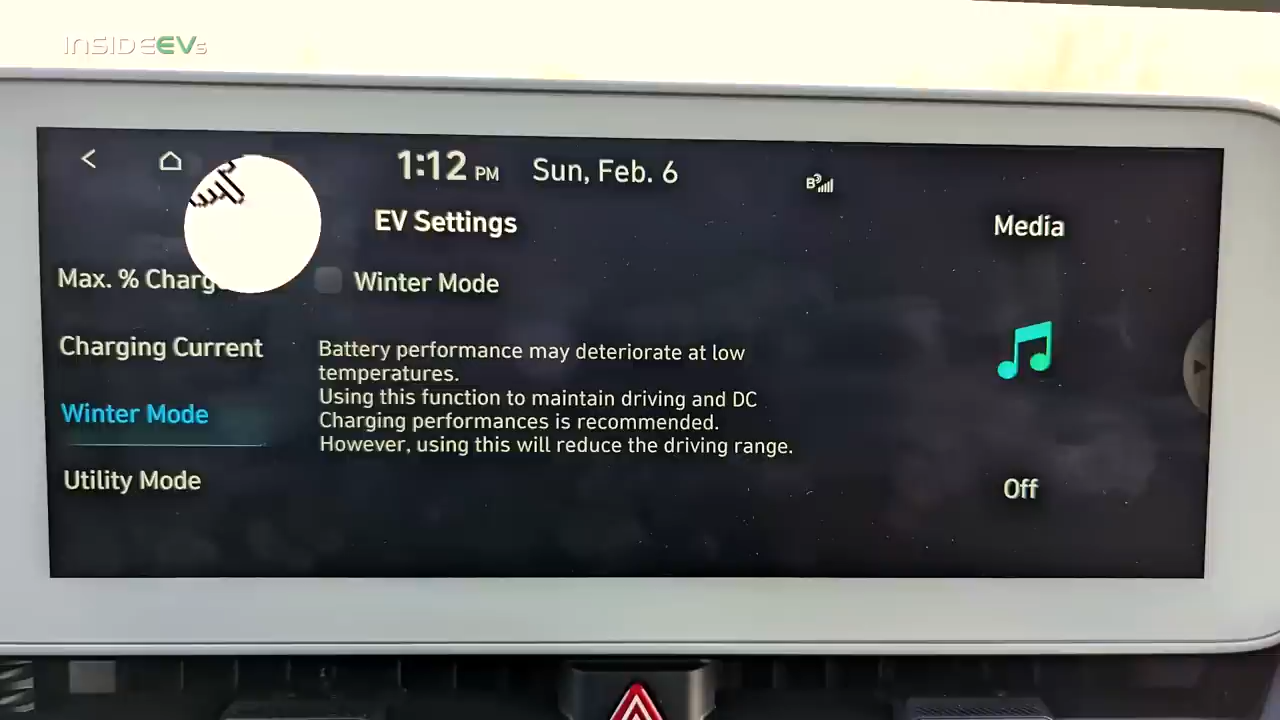 INSIDEEVs
1:12 PM Sun, Feb. 6
EV Settings
Media
Max. % Charge
Winter Mode
Charging Current
Battery performance may deteriorate at low
temperatures.
Using this function to maintain driving and DC
Charging performances is recommended.
However, using this will reduce the driving range.
Winter Mode
Utility Mode
Off